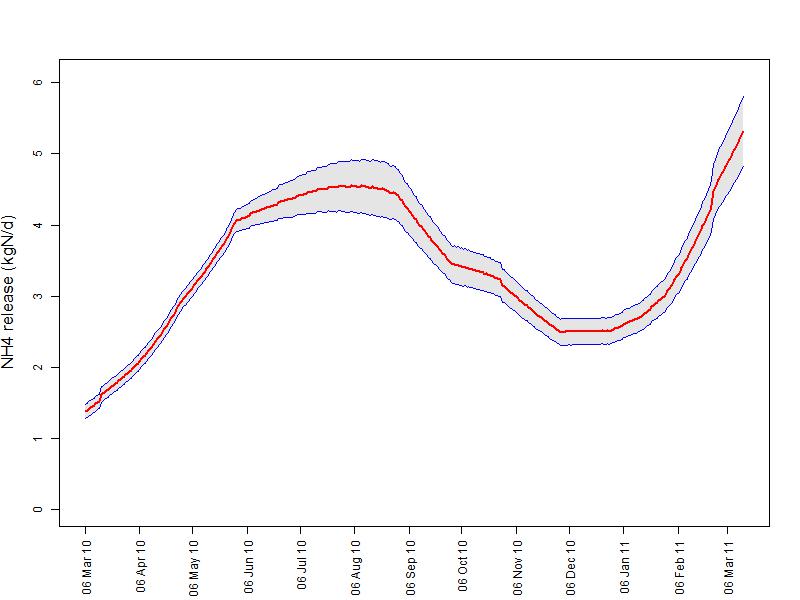 NH4 release (kgN/d)
6
5
4
3
2
1
0
06 Mar 10
06 Apr 10
06 May 10
06 Jun 10
06 Jul 10
06 Aug 10
06 Sep 10
06 Oct 10
06 Nov 10
06 Dec 10
06 Jan 11
06 Feb 11
06 Mar 11